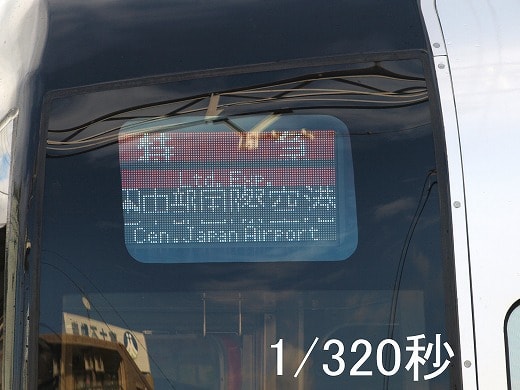 特 急
Ltd. Exp.
中部国際空港
Cen.Japan Airport
1/320秒